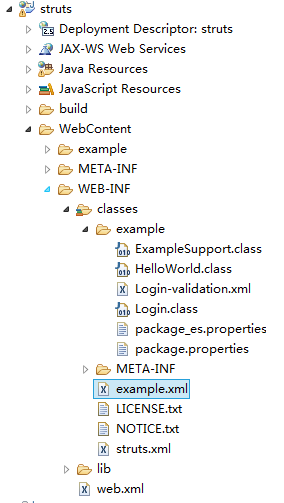 struts
Deployment Descriptor: struts
JAX-WS Web Services
Java Resources
JavaScript Resources
build
WebContent
example
META-INF
WEB-INF
classes
example
ExampleSupport.class
HelloWorld.class
Login-validation.xml
Login.class
package_es.properties
package.properties
META-INF
example.xml
LICENSE.txt
NOTICE.txt
struts.xml
lib
web.xml